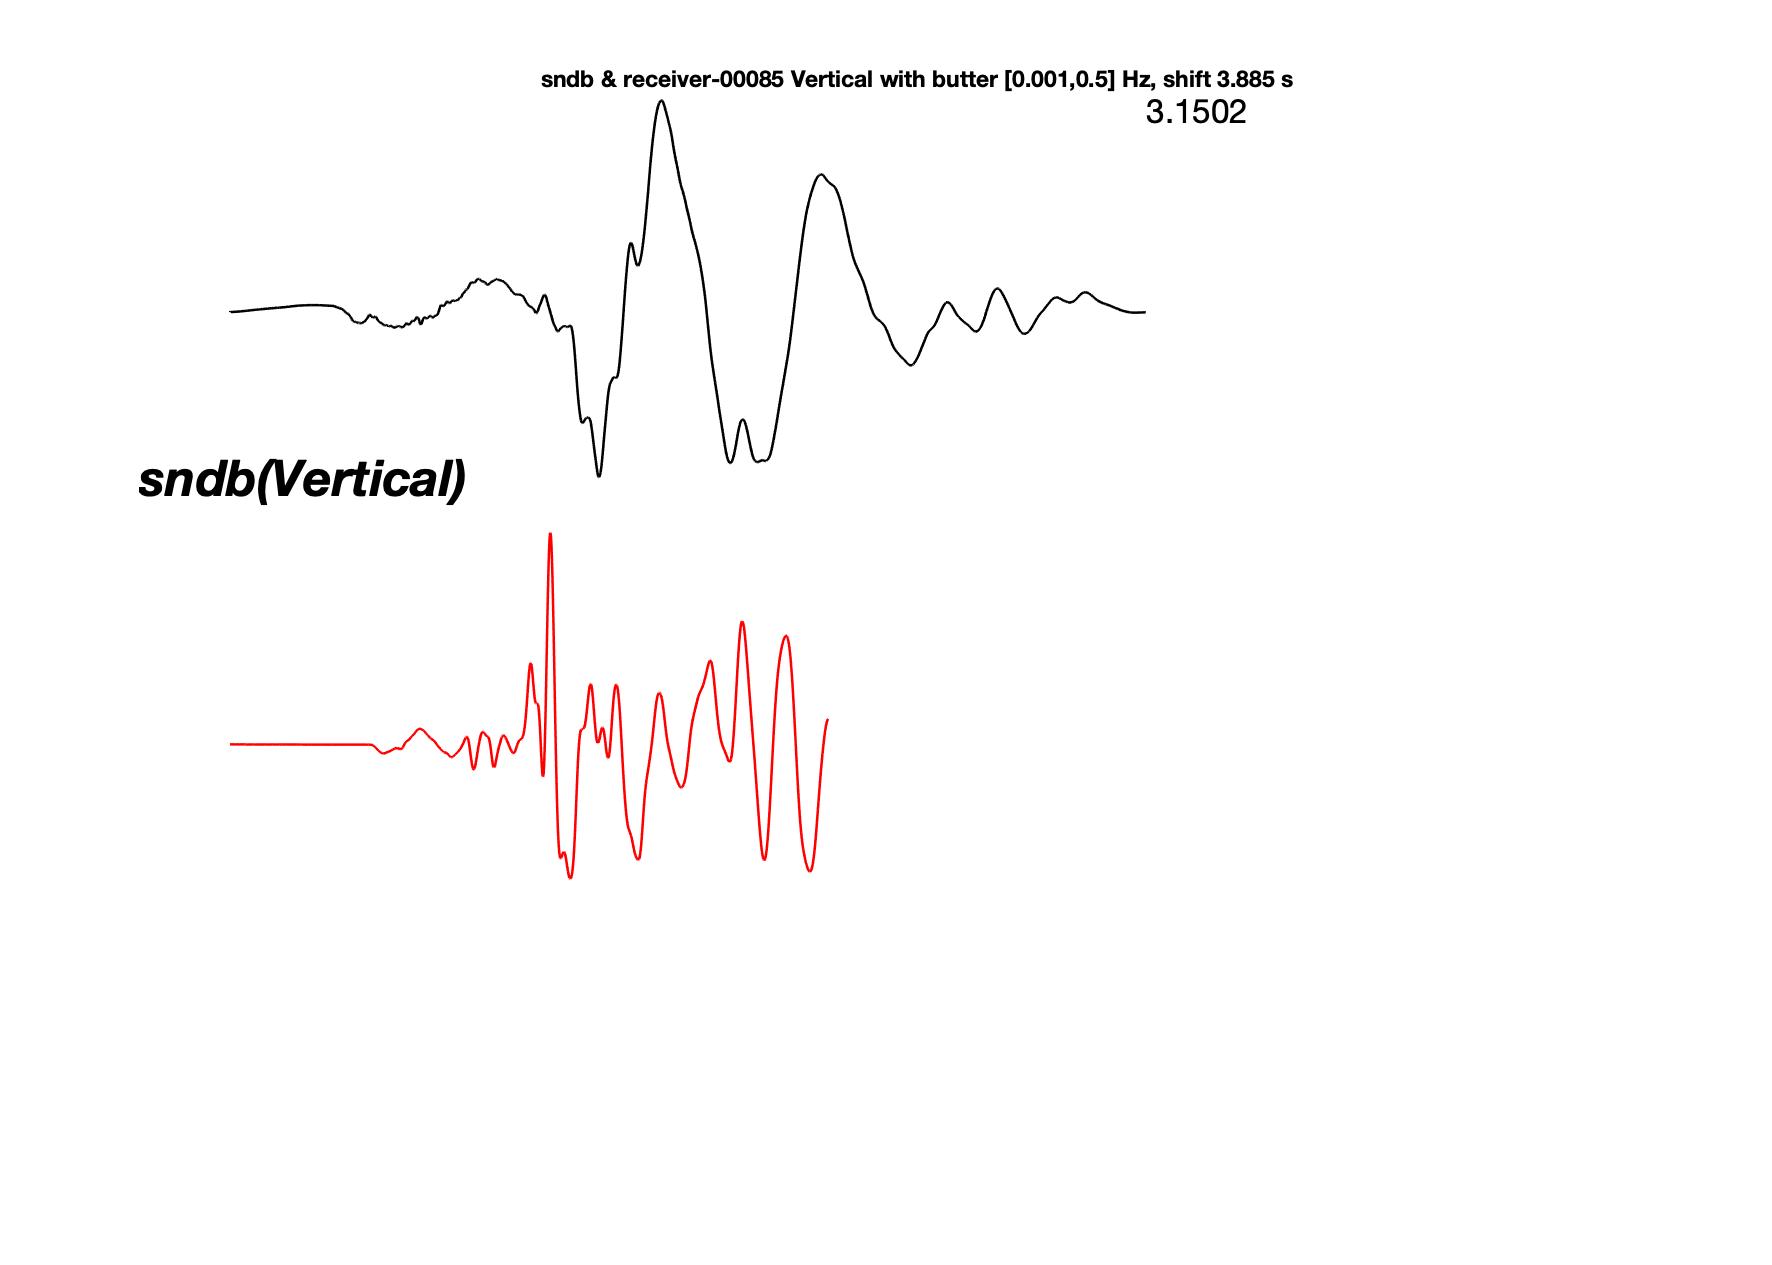 sndb & receiver-00085 Vertical with butter [0.001,0.5] Hz, shift 3.885 s
3.1502
sndb(Vertical)